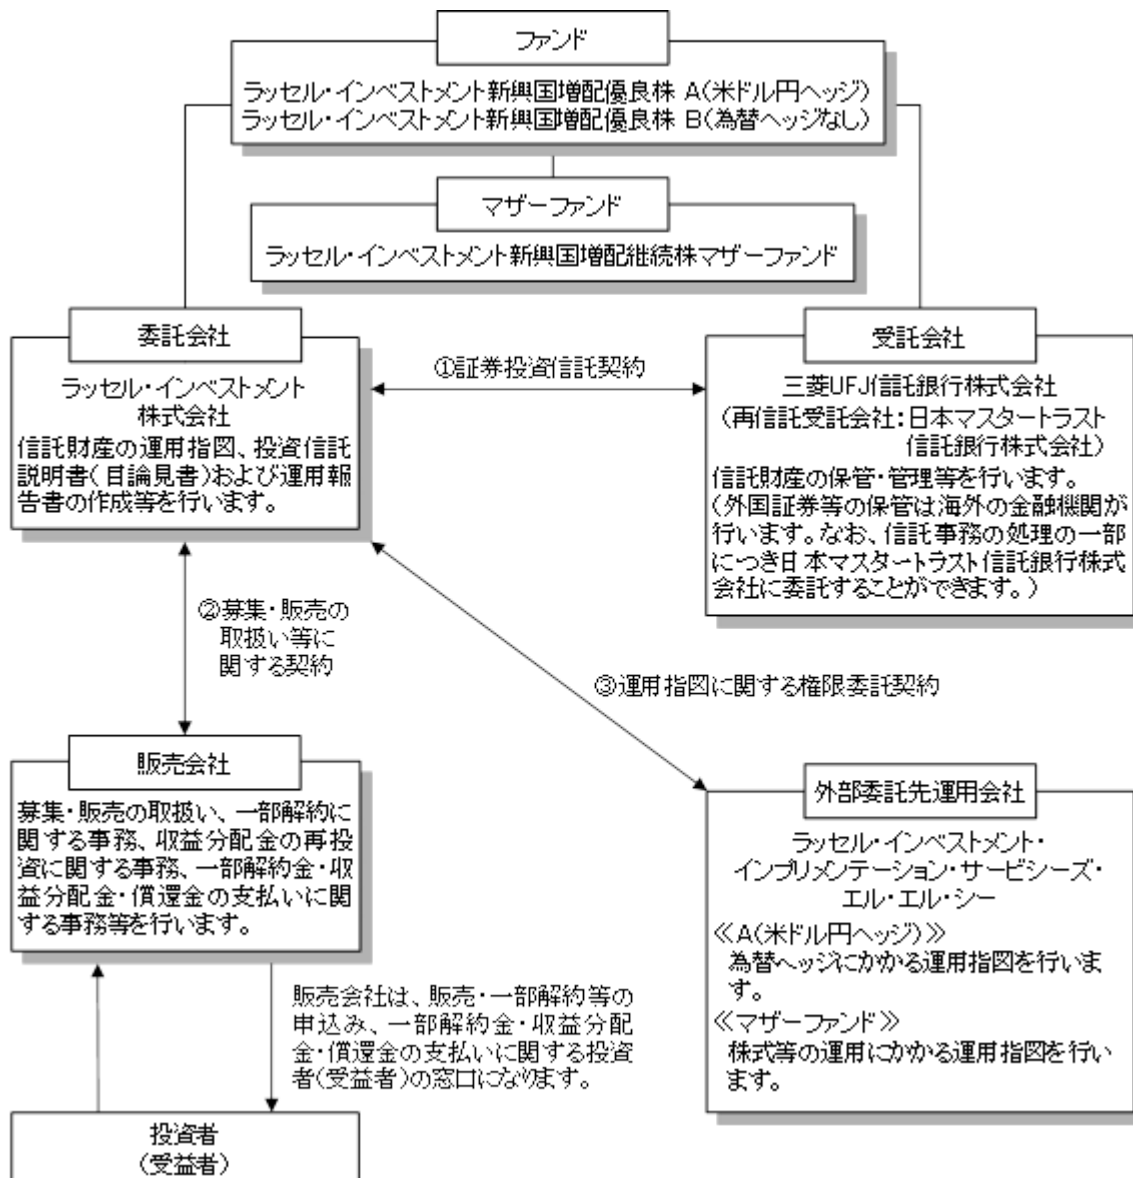 ファンド
ラッセル・インベストメント新興国増配優良株 A(米ドル円ヘッジ)
ラッセル・インベストメント新興国増配優良株 B(為替ヘッジなし)
マザーファンド
ラッセル・インベストメント新興国増配継続株マザーファンド
委託会社
ラッセル・インベストメント
株式会社
信託財産の運用指図、投資信託
説明書(目論見書)および運用報
告書の作成等を行います。
①証券投資信託契約
受託会社
三菱UFJ信託銀行株式会社
(再信託受託会社:日本マスタートラスト
信託銀行株式会社)
信託財産の保管・管理等を行います。
(外国証券等の保管は海外の金融機関が
行います。なお、信託事務の処理の一部
につき日本マスタートラスト信託銀行株式
会社に委託することができます。)
②募集・販売の
取扱い等に
関する契約
③運用指図に関する権限委託契約
販売会社
募集・販売の取扱い、一部解約に
関する事務、収益分配金の再投
資に関する事務、一部解約金・収
益分配金・償還金の支払いに関
する事務等を行います。
外部委託先運用会社
ラッセル・インベストメント・
インプリメンテーション・サービシーズ・
エル・エル・シー
≪A(米ドル円ヘッジ)≫
為替ヘッジにかかる運用指図を行いま
す。
≪マザーファンド≫
株式等の運用にかかる運用指図を行い
ます。
販売会社は、販売・一部解約等の
申込み、一部解約金・収益分配
金・償還金の支払いに関する投資
者(受益者)の窓口になります。
投資者
(受益者)